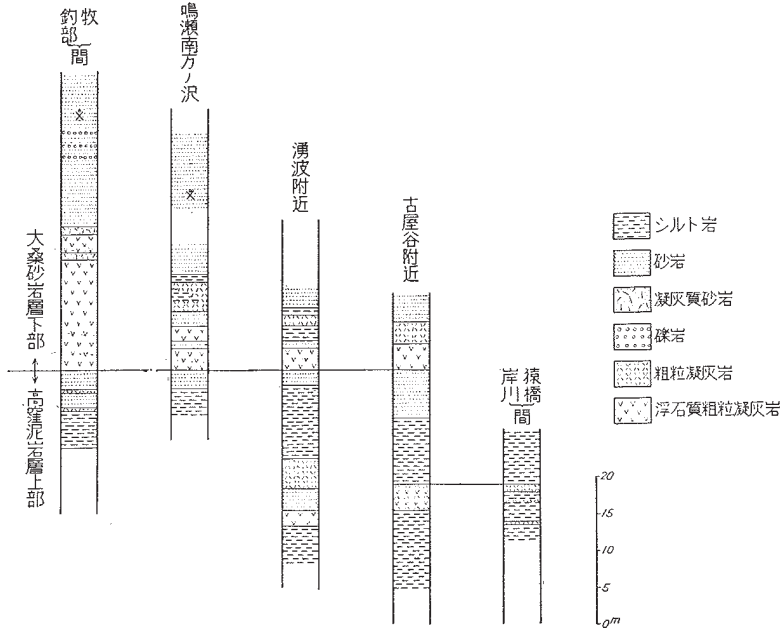 牧
釣部
間
鳴瀬南方ノ沢
湧波附近
古屋谷附近
猿橋
岸川
間
大桑砂岩層下部
高窪泥岩層上部
シルト岩
砂岩
凝灰質砂岩
礫岩
粗粒凝灰岩
浮石質粗粒凝灰岩
20
15
10
5
0m